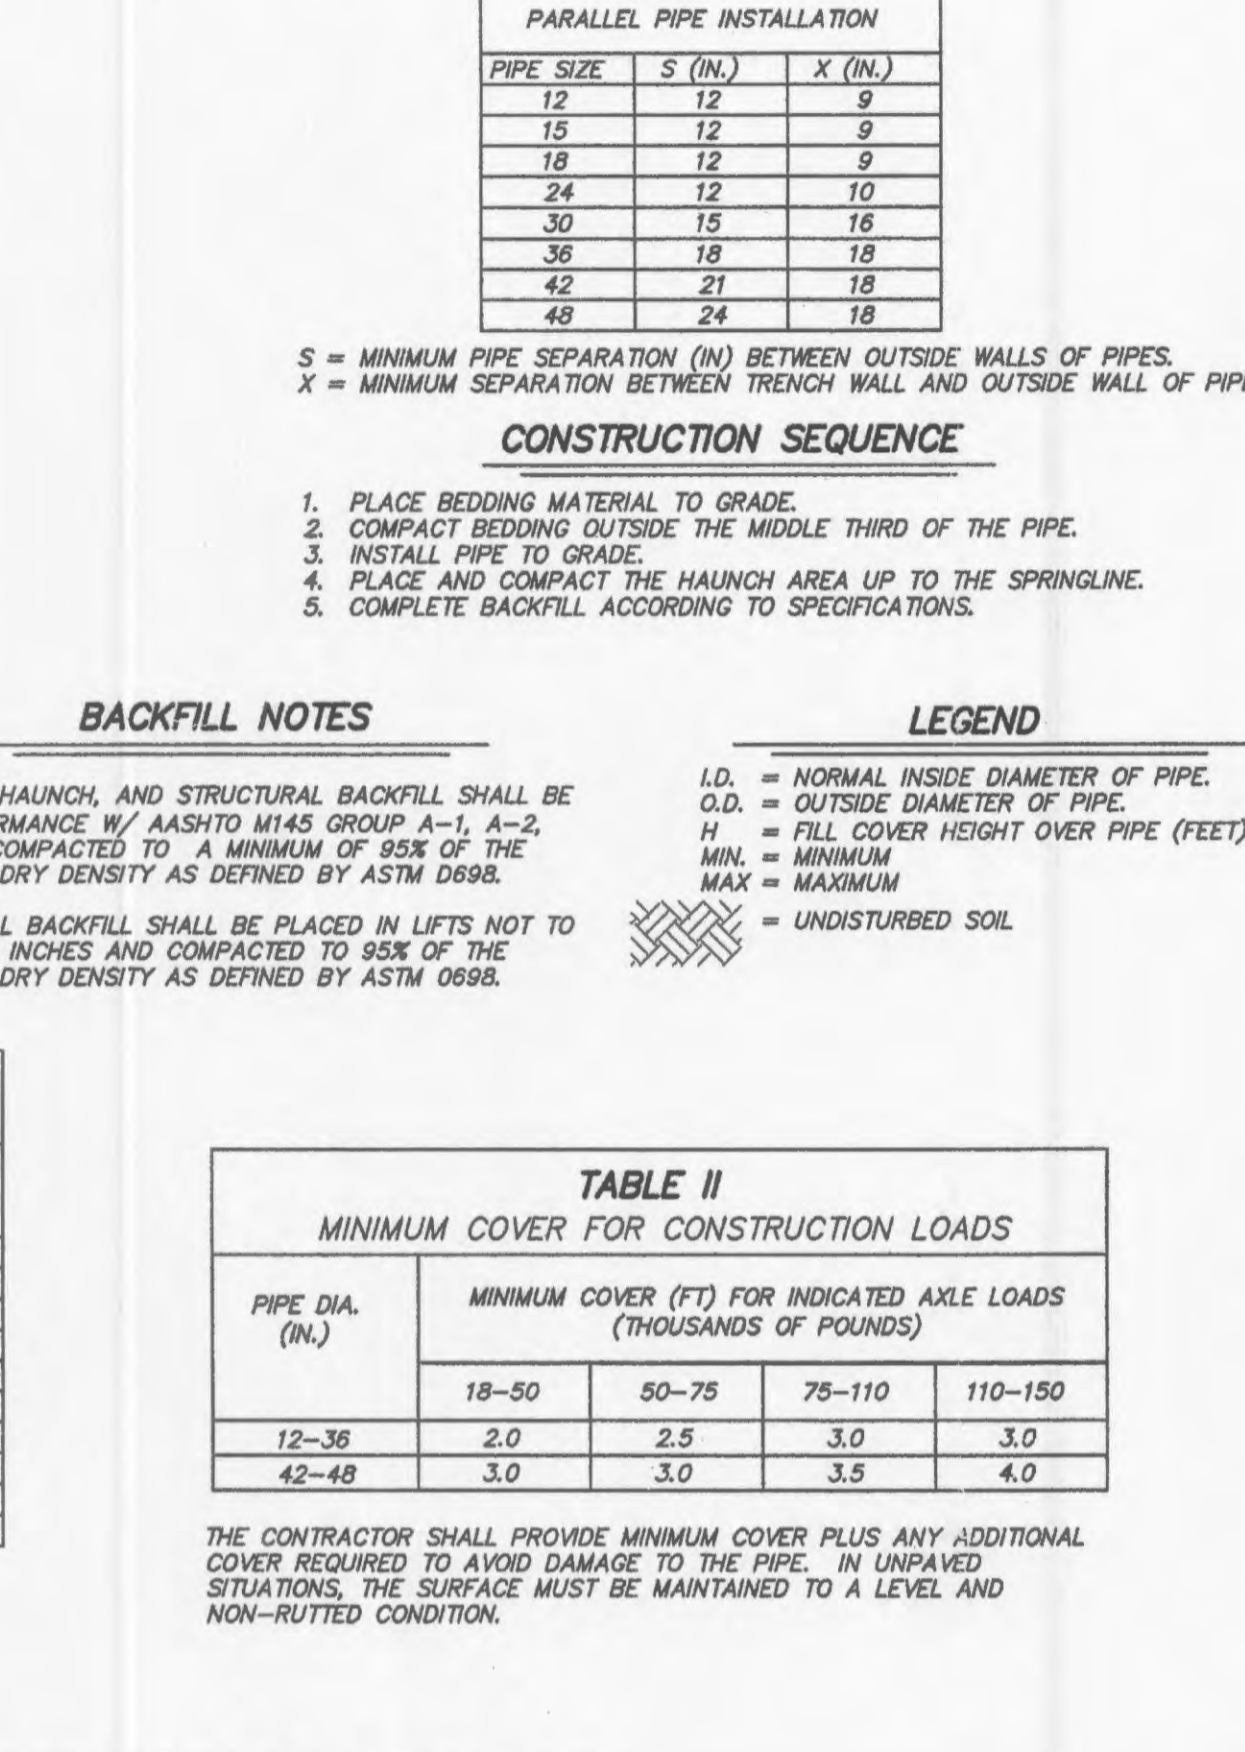 PARALLEL PIPE INSTALLATION
PIPE SIZE S (IN.) X (IN.)
12 12 9
15 12 9
18 12 9
24 12 10
30 15 16
36 18 18
42 21 18
48 24 18
S = MINIMUM PIPE SEPARATION (IN) BETWEEN OUTSIDE WALLS OF PIPES.
X = MINIMUM SEPARATION BETWEEN TRENCH WALL AND OUTSIDE WALL OF
CONSTRUCTION SEQUENCE
1. PLACE BEDDING MATERIAL TO GRADE.
2. COMPACT BEDDING OUTSIDE THE MIDDLE THIRD OF THE PIPE.
3. INSTALL PIPE TO GRADE.
4. PLACE AND COMPACT THE HAUNCH AREA UP TO THE SPRINGLINE.
5. COMPLETE BACKFILL ACCORDING TO SPECIFICATIONS.
BACKFILL NOTES
HAUNCH, AND STRUCTURAL BACKFILL SHALL BE
RMANCE W/ AASHTO M145 GROUP A-1, A-2,
COMPACTED TO A MINIMUM OF 95% OF THE
DRY DENSITY AS DEFINED BY ASTM D698.
L BACKFILL SHALL BE PLACED IN LIFTS NOT TO
INCHES AND COMPACTED TO 95% OF THE
DRY DENSITY AS DEFINED BY ASTM 0698.
LEGEND
I.D. = NORMAL INSIDE DIAMETER OF PIPE.
O.D. = OUTSIDE DIAMETER OF PIPE.
H = FILL COVER HEIGHT OVER PIPE (FEET)
MIN. = MINIMUM
MAX = MAXIMUM
= UNDISTURBED SOIL
TABLE II
MINIMUM COVER FOR CONSTRUCTION LOADS
PIPE DIA.
(IN.)
MINIMUM COVER (FT) FOR INDICATED AXLE LOADS
(THOUSANDS OF POUNDS)
18-50 50-75 75-110 110-150
12-36 2.0 2.5 3.0 3.0
42-48 3.0 3.0 3.5 4.0
THE CONTRACTOR SHALL PROVIDE MINIMUM COVER PLUS ANY ADDITIONAL
COVER REQUIRED TO AVOID DAMAGE TO THE PIPE. IN UNPAVED
SITUATIONS, THE SURFACE MUST BE MAINTAINED TO A LEVEL AND
NON-RUTTED CONDITION.